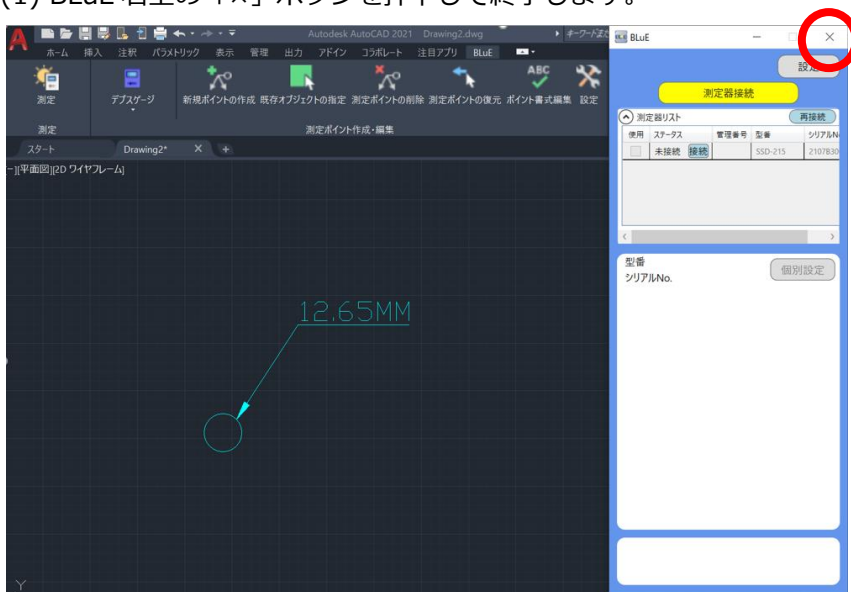 (1) BLuE 右上の「×」ボタンを押下して終了します。
Autodesk AutoCAD 2021 Drawing2.dwg
キーワードまた
ホーム 挿入 注釈 パラメトリック 表示 管理 出力 アドイン コラボレート 注目アプリ BLuE
測定 デプスゲージ 新規ポイントの作成 既存オブジェクトの指定 測定ポイントの削除 測定ポイントの復元 ポイント書式編集 設定
ABC
測定 測定ポイント作成・編集
スタート Drawing2* × +
−][平面図][2D ワイヤフレーム]
12.65MM
Y
BLuE
設定
測定器接続
測定器リスト 再接続
使用 ステータス 管理番号 型番 シリアルN
未接続 接続 SSD-215 2107B30
型番
シリアルNo.
個別設定